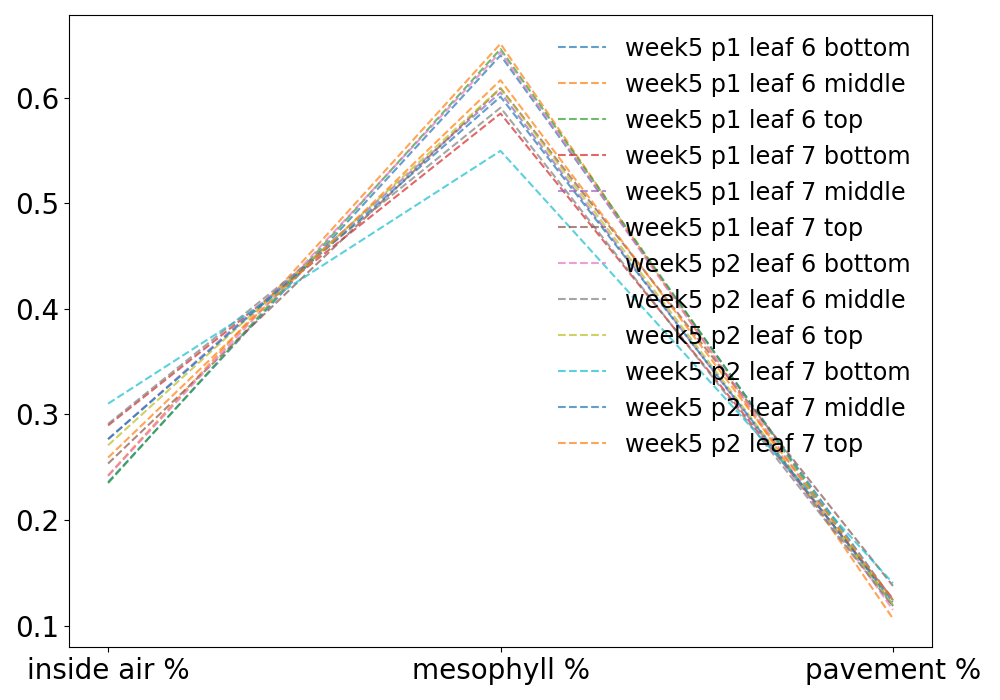 week5 p1 leaf 6 bottom
week5 p1 leaf 6 middle
week5 p1 leaf 6 top
week5 p1 leaf 7 bottom
week5 p1 leaf 7 middle
week5 p1 leaf 7 top
week5 p2 leaf 6 bottom
week5 p2 leaf 6 middle
week5 p2 leaf 6 top
week5 p2 leaf 7 bottom
week5 p2 leaf 7 middle
week5 p2 leaf 7 top
0.6
0.5
0.4
0.3
0.2
0.1
inside air % mesophyll % pavement %